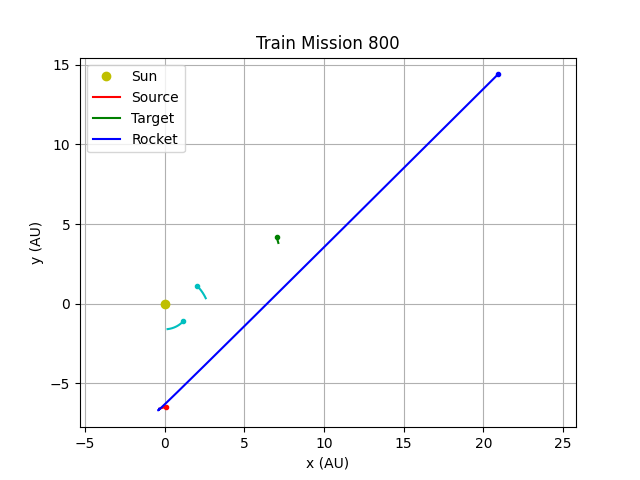 Train Mission 800
Sun
Source
Target
Rocket
15
10
5
0
−5
y (AU)
−5
0
5
10
15
20
25
x (AU)